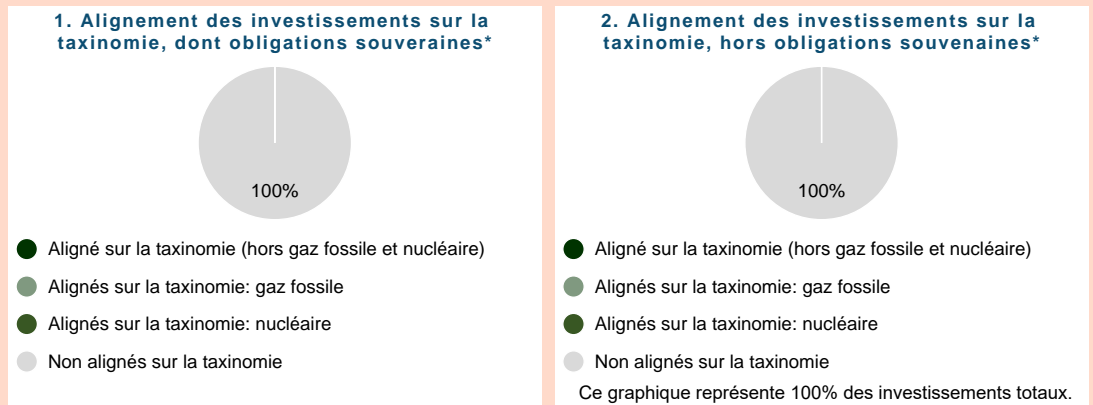 1. Alignement des investissements sur la
taxinomie, dont obligations souveraines*
100%
Aligné sur la taxinomie (hors gaz fossile et nucléaire)
Alignés sur la taxinomie: gaz fossile
Alignés sur la taxinomie: nucléaire
Non alignés sur la taxinomie
2. Alignement des investissements sur la
taxinomie, hors obligations souvenaines*
100%
Aligné sur la taxinomie (hors gaz fossile et nucléaire)
Alignés sur la taxinomie: gaz fossile
Alignés sur la taxinomie: nucléaire
Non alignés sur la taxinomie
Ce graphique représente 100% des investissements totaux.